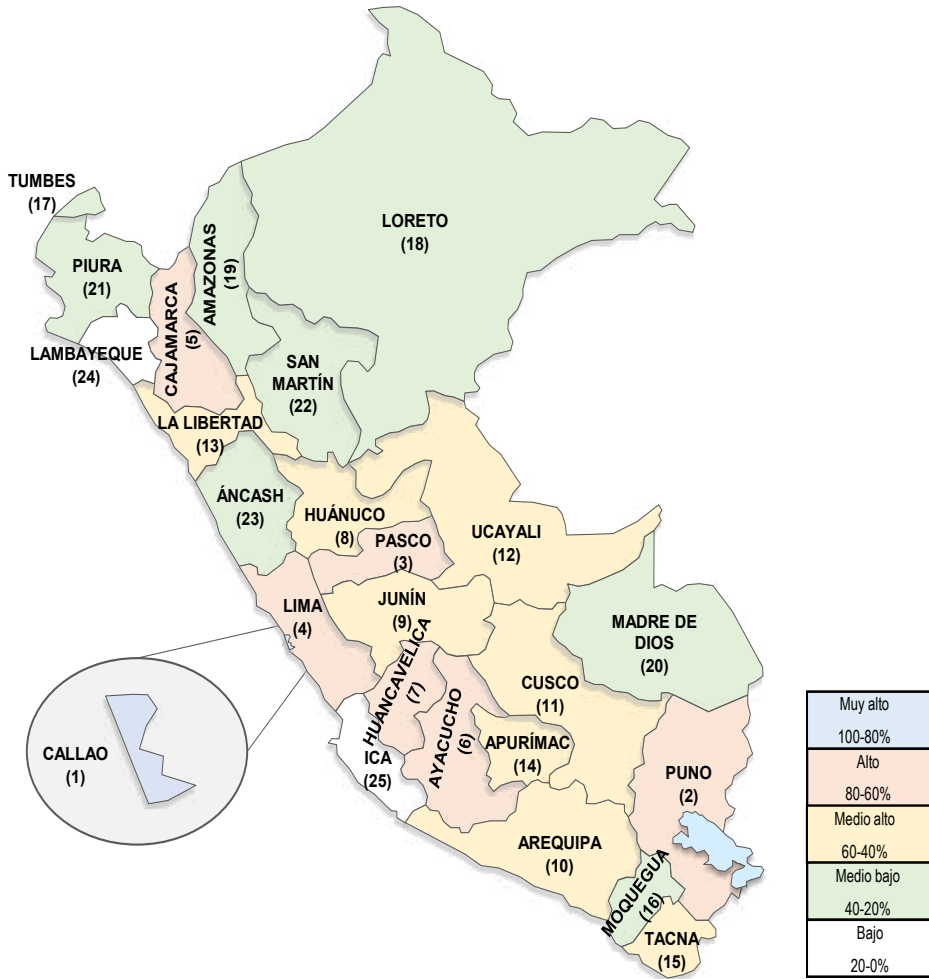 TUMBES
(17)
PIURA
(21)
LAMBAYEQUE
(24)
CAJAMARCA
(5)
AMAZONAS
(19)
LORETO
(18)
SAN
MARTÍN
(22)
LA LIBERTAD
(13)
ÁNCASH
(23)
HUÁNUCO
(8)
PASCO
(3)
UCAYALI
(12)
LIMA
(4)
JUNÍN
(9)
MADRE DE
DIOS
(20)
CALLAO
(1)
HUANCAVELICA
(7)
ICA
(25)
AYACUCHO
(6)
CUSCO
(11)
APURÍMAC
(14)
PUNO
(2)
AREQUIPA
(10)
MOQUEGUA
(16)
TACNA
(15)
Muy alto
100-80%
Alto
80-60%
Medio alto
60-40%
Medio bajo
40-20%
Bajo
20-0%